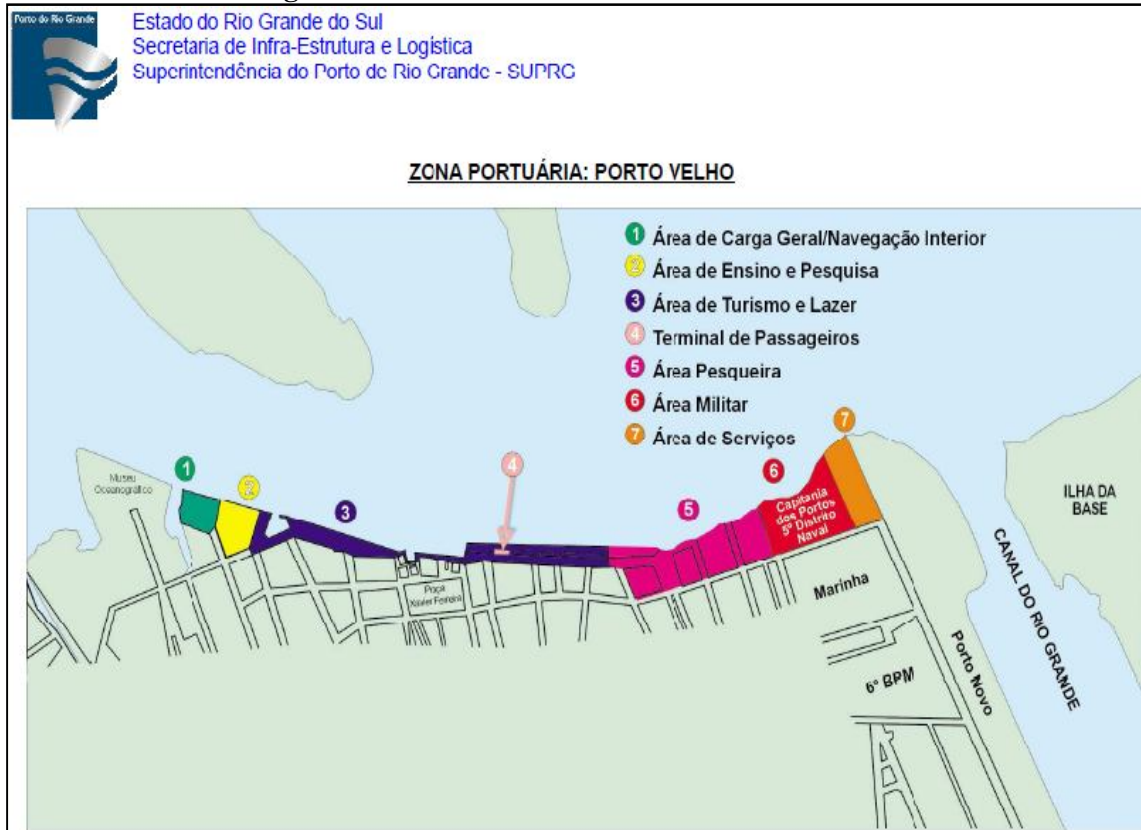 Porto do Rio Grande
Estado do Rio Grande do Sul
Secretaria de Infra-Estrutura e Logística
Superintendência do Porto do Rio Grande - SUPRG
ZONA PORTUÁRIA: PORTO VELHO
1 Área de Carga Geral/Navegação Interior
2 Área de Ensino e Pesquisa
3 Área de Turismo e Lazer
4 Terminal de Passageiros
5 Área Pesqueira
6 Área Militar
7 Área de Serviços
1
2
3
4
5
6
7
Museu
Oceanográfico
Praça
Xavier Ferreira
Capitania
dos Portos
5º Distrito
Naval
Marinha
6º BPM
Porto Novo
CANAL DO RIO GRANDE
ILHA DA
BASE